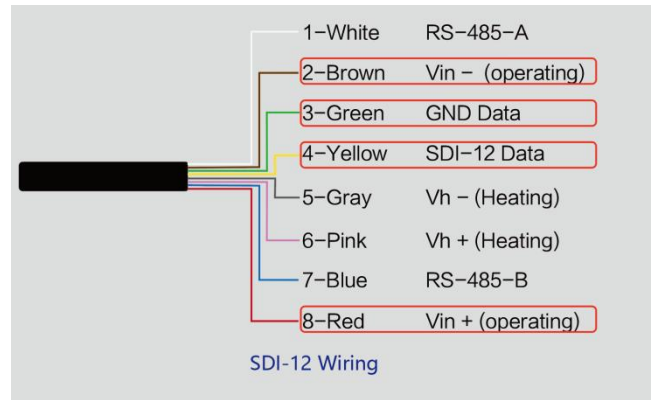 1-White RS-485-A
2-Brown Vin - (operating)
3-Green GND Data
4-Yellow SDI-12 Data
5-Gray Vh - (Heating)
6-Pink Vh + (Heating)
7-Blue RS-485-B
8-Red Vin + (operating)
SDI-12 Wiring